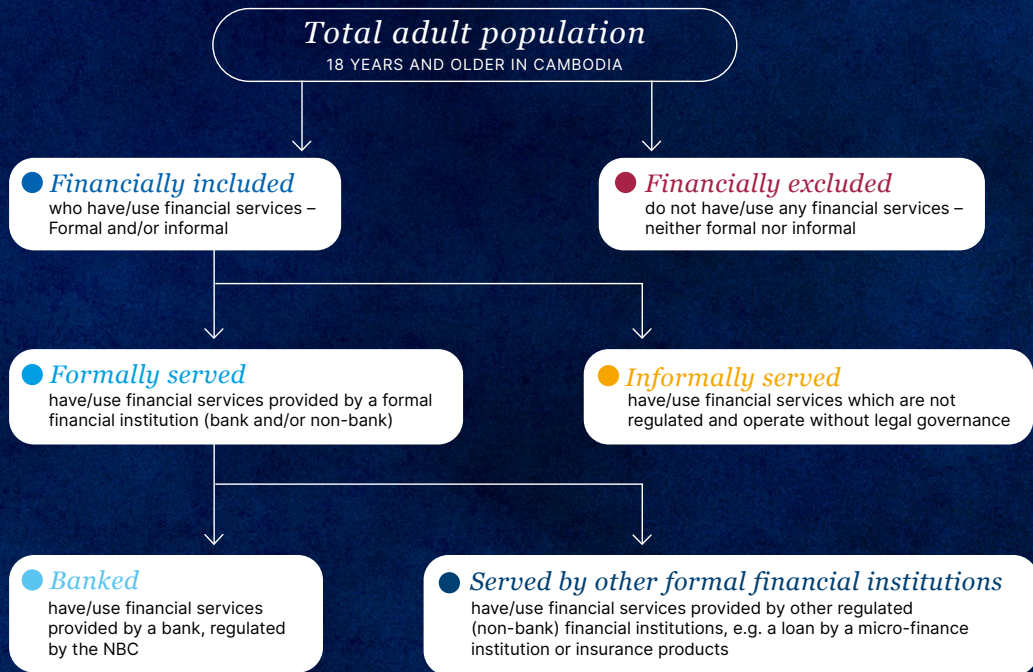 Total adult population
18 YEARS AND OLDER IN CAMBODIA
Financially included
who have/use financial services –
Formal and/or informal
Financially excluded
do not have/use any financial services –
neither formal nor informal
Formally served
have/use financial services provided by a formal
financial institution (bank and/or non-bank)
Informally served
have/use financial services which are not
regulated and operate without legal governance
Banked
have/use financial services
provided by a bank, regulated
by the NBC
Served by other formal financial institutions
have/use financial services provided by other regulated
(non-bank) financial institutions, e.g. a loan by a micro-finance
institution or insurance products